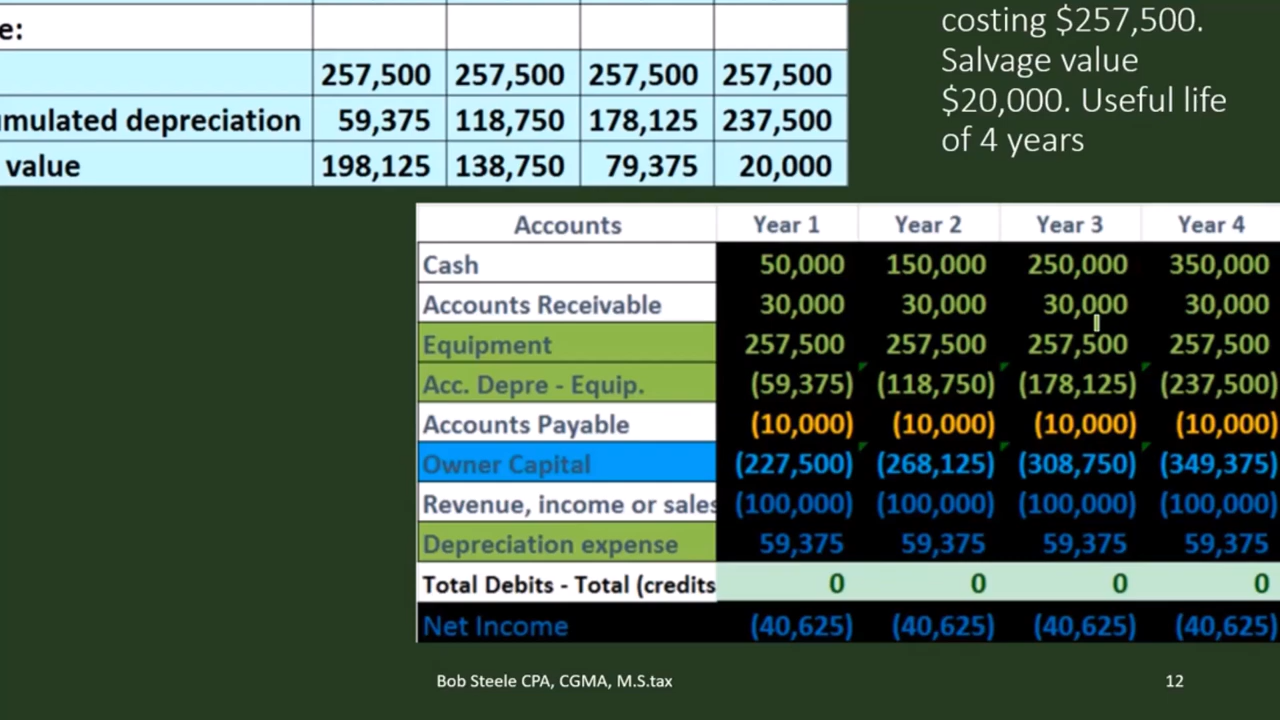 costing $257,500.
Salvage value
$20,000. Useful life
of 4 years
e:
257,500 257,500 257,500 257,500
umulated depreciation 59,375 118,750 178,125 237,500
value 198,125 138,750 79,375 20,000
Accounts Year 1 Year 2 Year 3 Year 4
Cash 50,000 150,000 250,000 350,000
Accounts Receivable 30,000 30,000 30,000 30,000
Equipment 257,500 257,500 257,500 257,500
Acc. Depre - Equip. (59,375) (118,750) (178,125) (237,500)
Accounts Payable (10,000) (10,000) (10,000) (10,000)
Owner Capital (227,500) (268,125) (308,750) (349,375)
Revenue, income or sales (100,000) (100,000) (100,000) (100,000)
Depreciation expense 59,375 59,375 59,375 59,375
Total Debits - Total (credits 0 0 0 0
Net Income (40,625) (40,625) (40,625) (40,625)
Bob Steele CPA, CGMA, M.S.tax 12